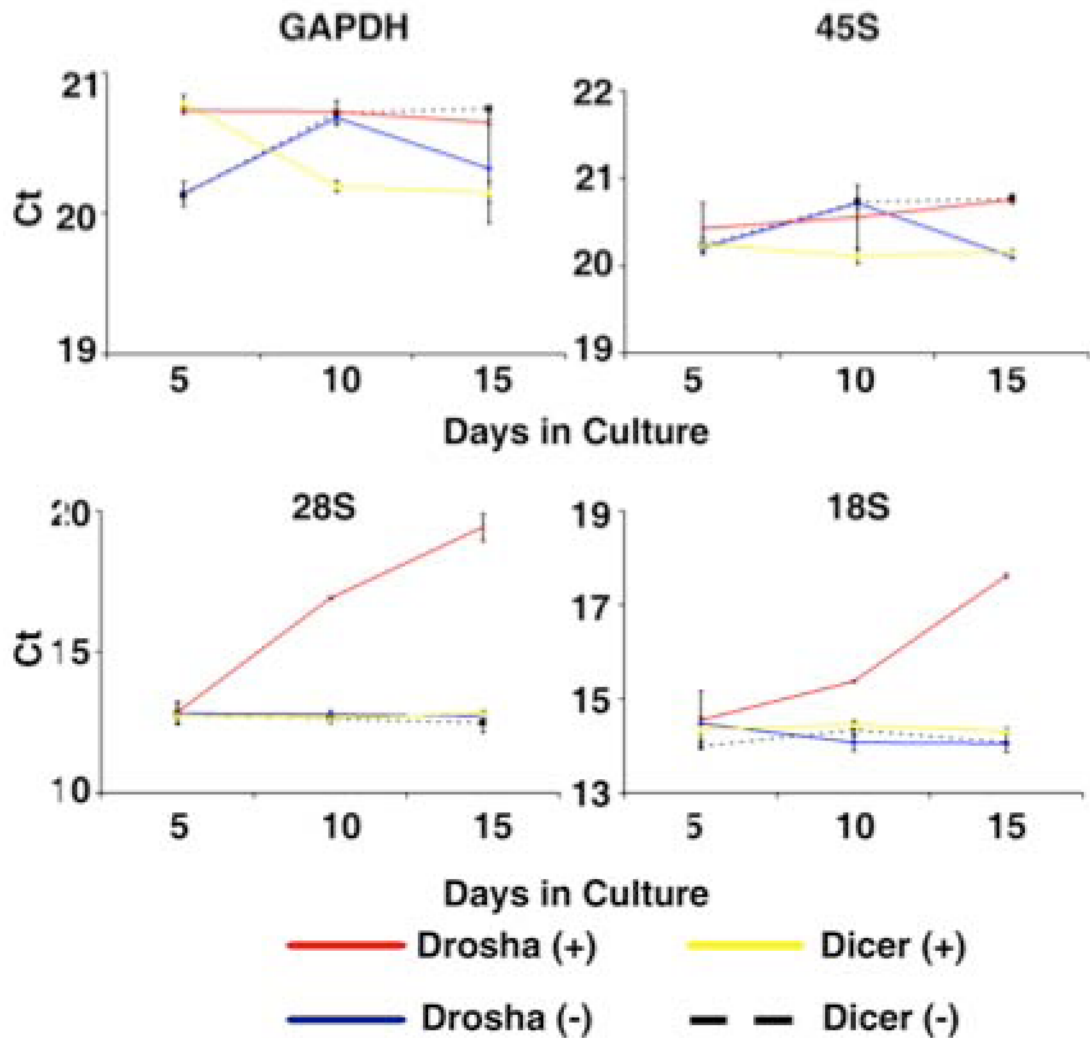 GAPDH
45S
Ct
21
20
19
5 10 15
22
21
20
19
5 10 15
Days in Culture
28S
18S
Ct
20
15
10
5 10 15
19
17
15
13
5 10 15
Days in Culture
Drosha (+)
Dicer (+)
Drosha (-)
Dicer (-)